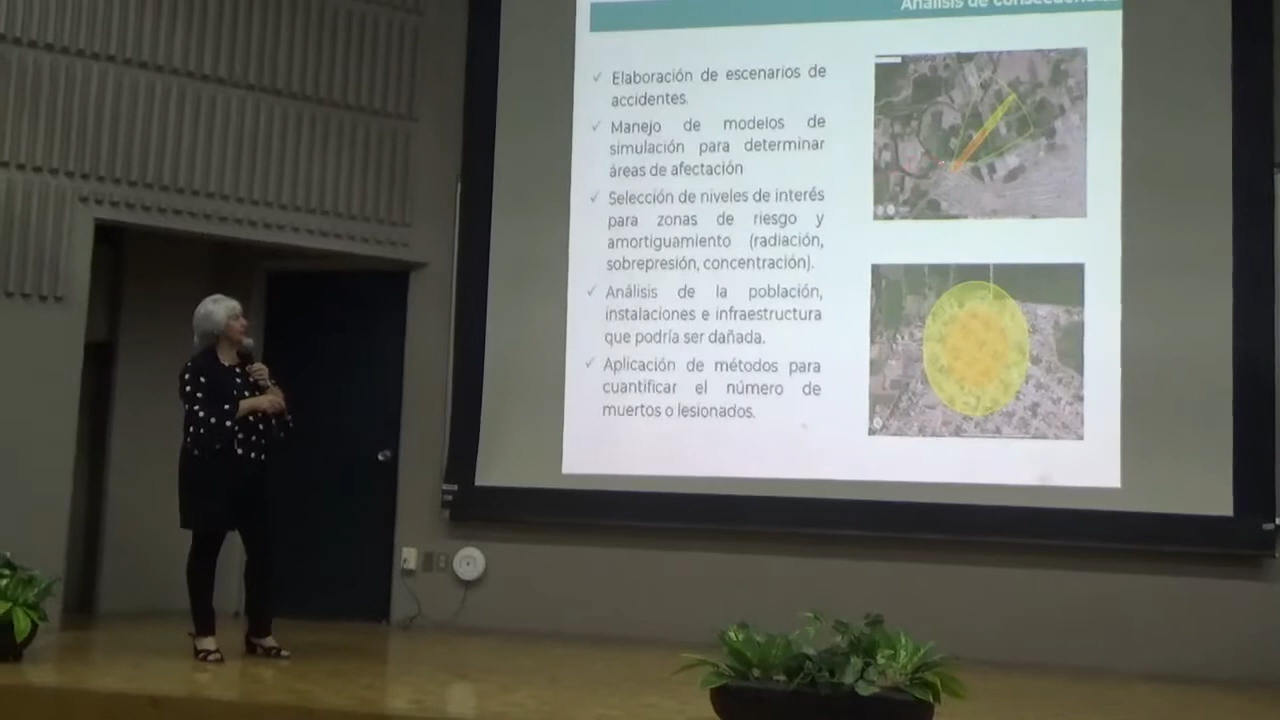 Análisis de
Elaboración de escenarios de
accidentes.
Manejo de modelos de
simulación para determinar
áreas de afectación
Selección de niveles de interés
para zonas de riesgo y
amortiguamiento (radiación,
sobrepresión, concentración).
Análisis de la población,
instalaciones e infraestructura
que podría ser dañada.
Aplicación de métodos para
cuantificar el número de
muertos o lesionados.